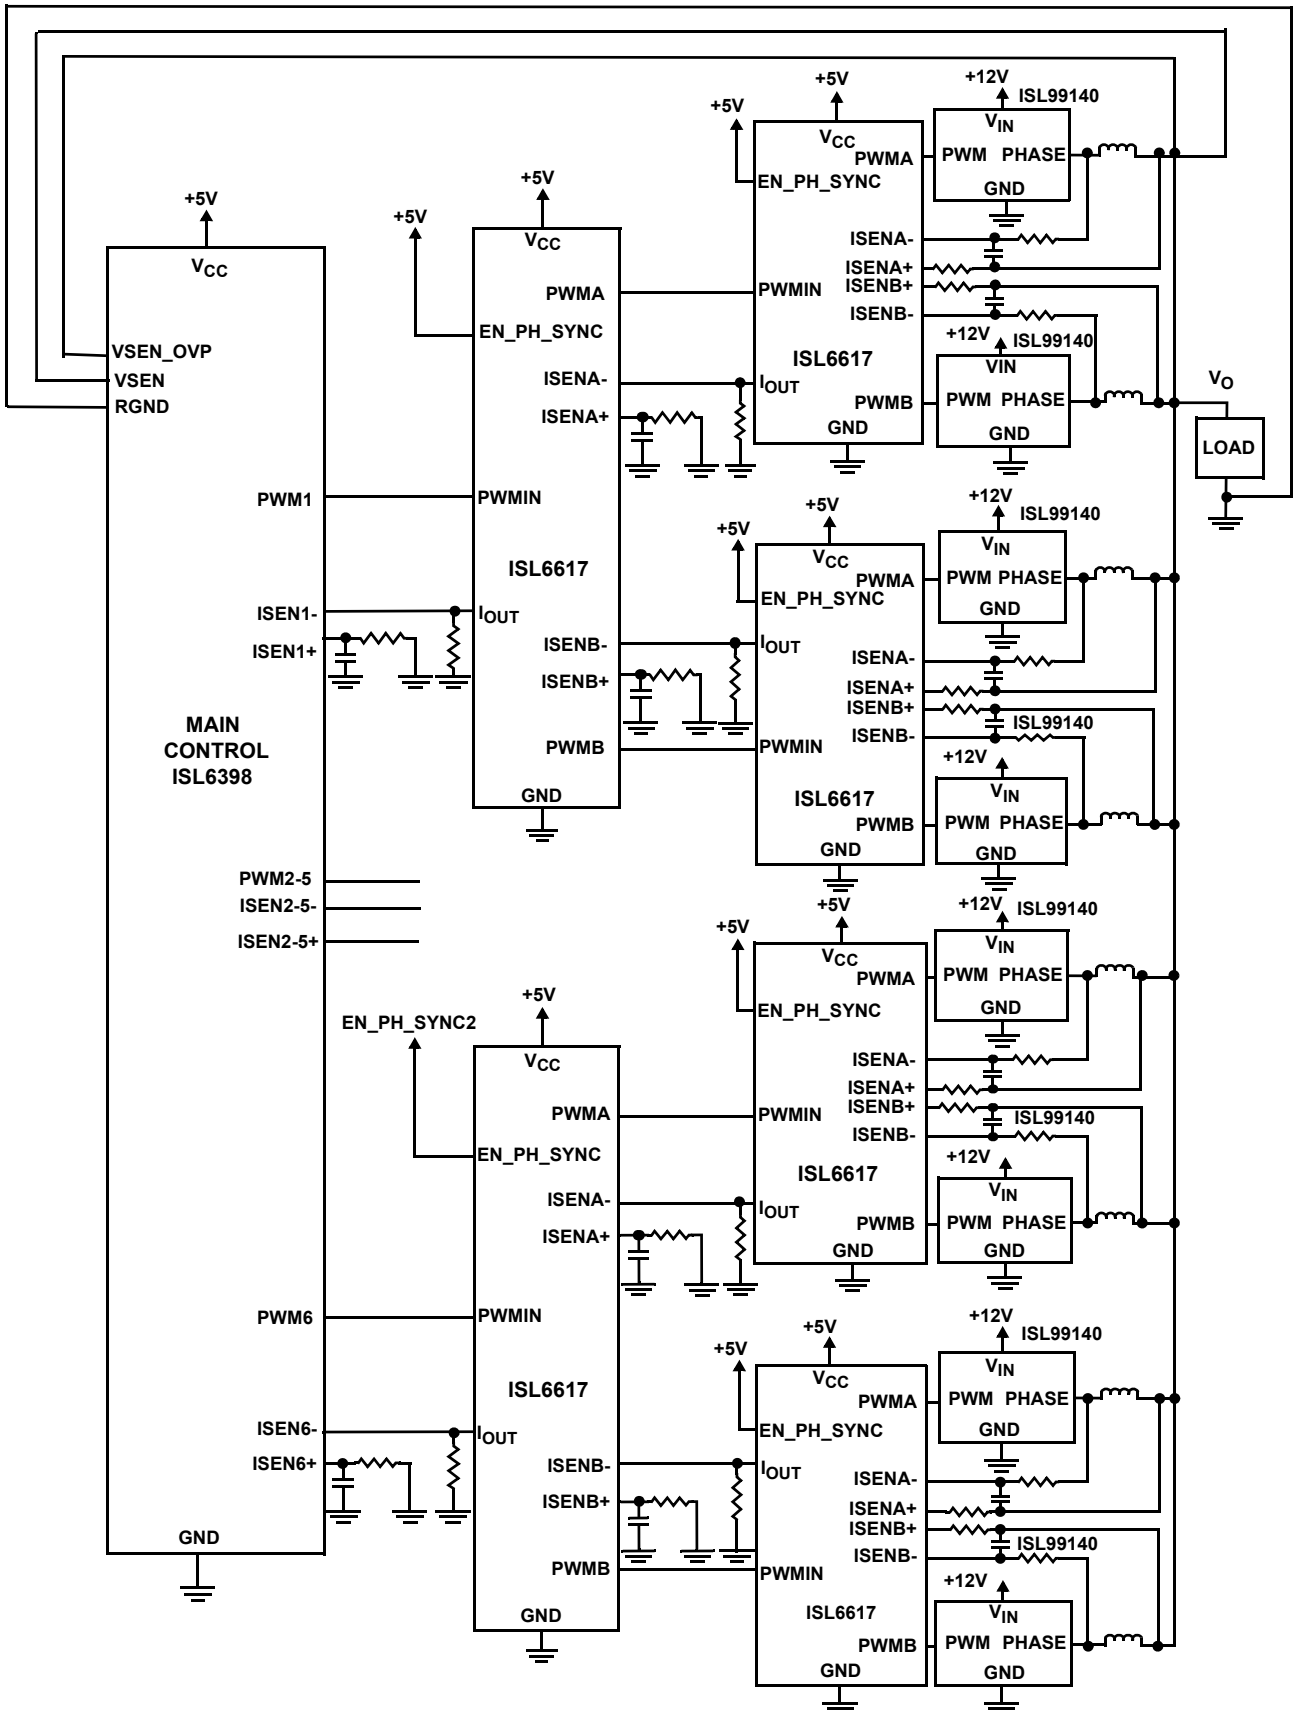 +5V
VCC
VSEN_OVP
VSEN
RGND
PWM1
ISEN1-
ISEN1+
MAIN
CONTROL
ISL6398
PWM2-5
ISEN2-5-
ISEN2-5+
PWM6
ISEN6-
ISEN6+
GND
+5V
+5V
VCC
PWMA
EN_PH_SYNC
ISENA-
ISENA+
PWMIN
ISL6617
IOUT
ISENB-
ISENB+
PWMB
GND
EN_PH_SYNC2
+5V
VCC
PWMA
EN_PH_SYNC
ISENA-
ISENA+
PWMIN
ISL6617
IOUT
ISENB-
ISENB+
PWMB
GND
+5V
+5V
VCC
PWMA
EN_PH_SYNC
ISENA-
ISENA+
PWMIN
ISENB+
ISENB-
ISL6617
IOUT
PWMB
GND
+12V
ISL99140
VIN
PWM PHASE
GND
+12V
ISL99140
VIN
PWM PHASE
GND
VO
LOAD
+5V
+5V
VCC
PWMA
EN_PH_SYNC
IOUT
ISENA-
ISENA+
ISENB+
ISENB-
PWMIN
ISL6617
PWMB
GND
+12V
ISL99140
VIN
PWM PHASE
GND
ISL99140
+12V
VIN
PWM PHASE
GND
+5V
+5V
VCC
PWMA
EN_PH_SYNC
ISENA-
ISENA+
PWMIN
ISENB+
ISENB-
ISL6617
IOUT
PWMB
GND
+12V
ISL99140
VIN
PWM PHASE
GND
ISL99140
+12V
VIN
PWM PHASE
GND
+5V
+5V
VCC
PWMA
EN_PH_SYNC
IOUT
ISENA-
ISENA+
ISENB+
ISENB-
PWMIN
ISL6617
PWMB
GND
+12V
ISL99140
VIN
PWM PHASE
GND
ISL99140
+12V
VIN
PWM PHASE
GND